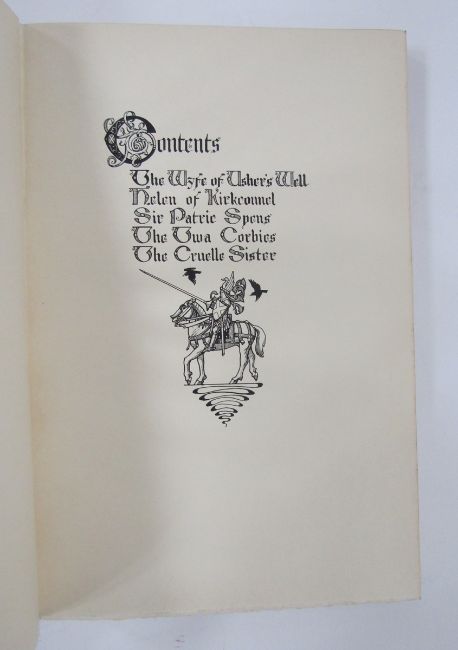 Contents
The Wyfe of Usher's Well
Helen of Kirkconnel
Sir Patric Spens
The Twa Corbies
The Cruelle Sister